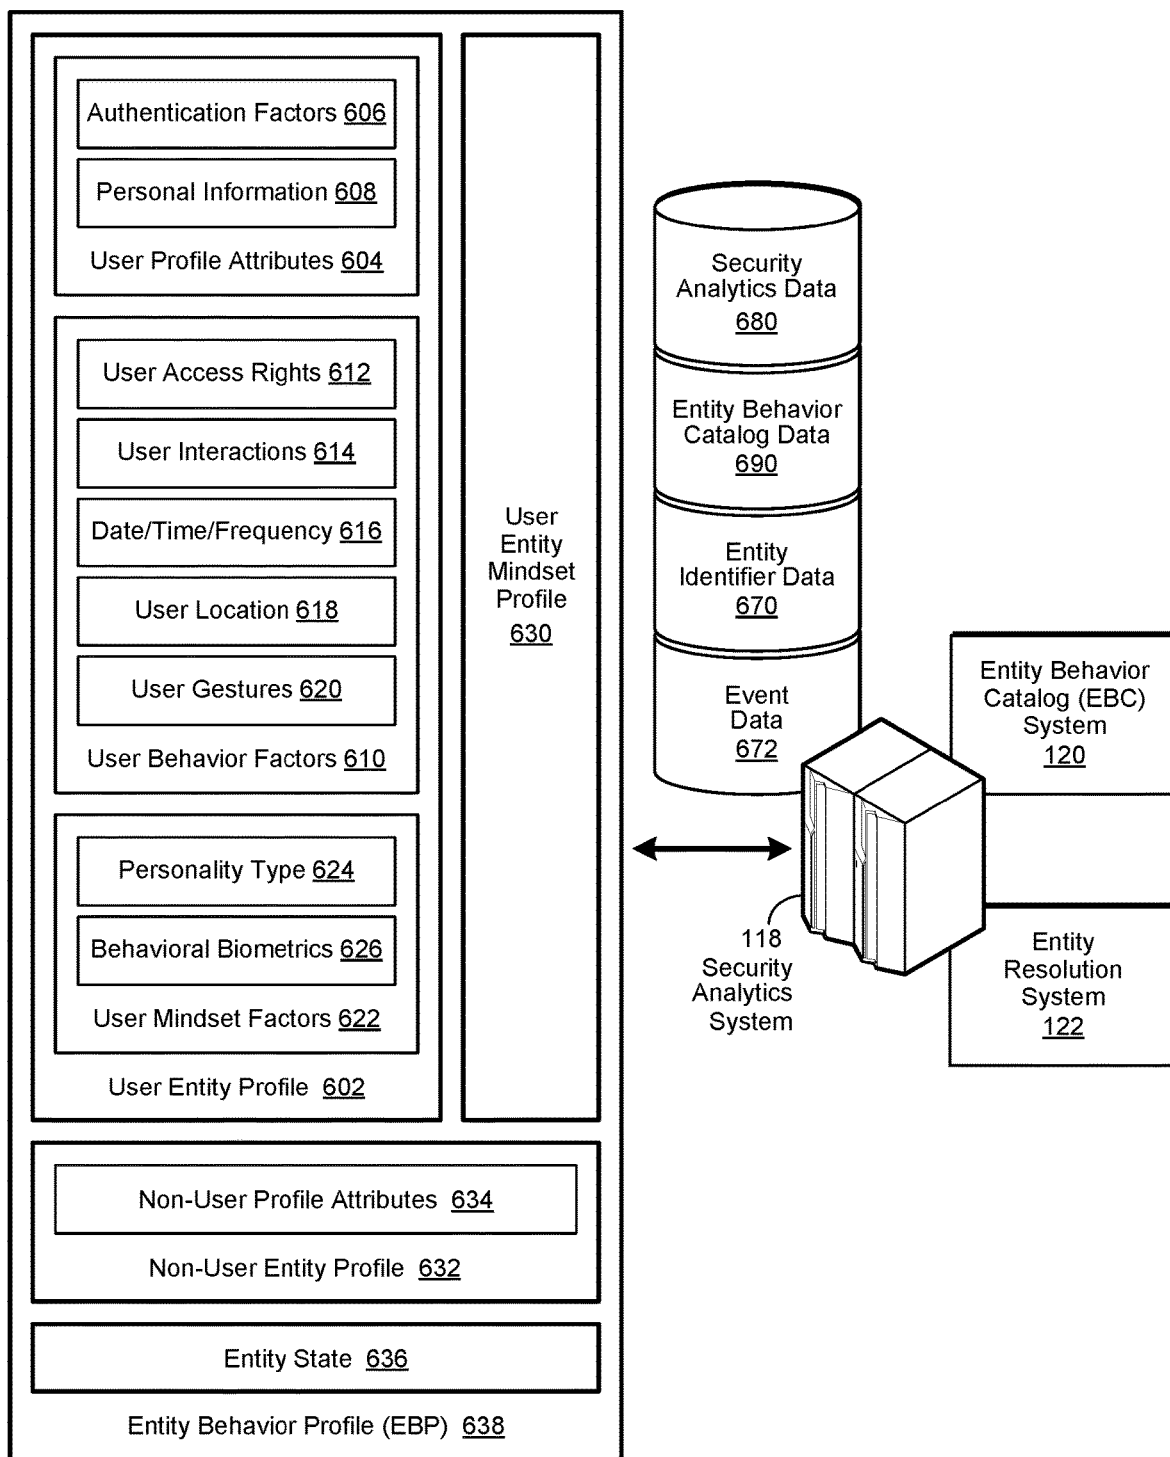 Authentication Factors 606
Personal Information 608
User Profile Attributes 604
User Access Rights 612
User Interactions 614
Date/Time/Frequency 616
User Location 618
User Gestures 620
User Behavior Factors 610
Personality Type 624
Behavioral Biometrics 626
User Mindset Factors 622
User Entity Profile 602
User
Entity
Mindset
Profile
630
Non-User Profile Attributes 634
Non-User Entity Profile 632
Entity State 636
Entity Behavior Profile (EBP) 638
Security
Analytics Data
680
Entity Behavior
Catalog Data
690
Entity
Identifier Data
670
Event
Data
672
118
Security
Analytics
System
Entity Behavior
Catalog (EBC)
System
120
Entity
Resolution
System
122